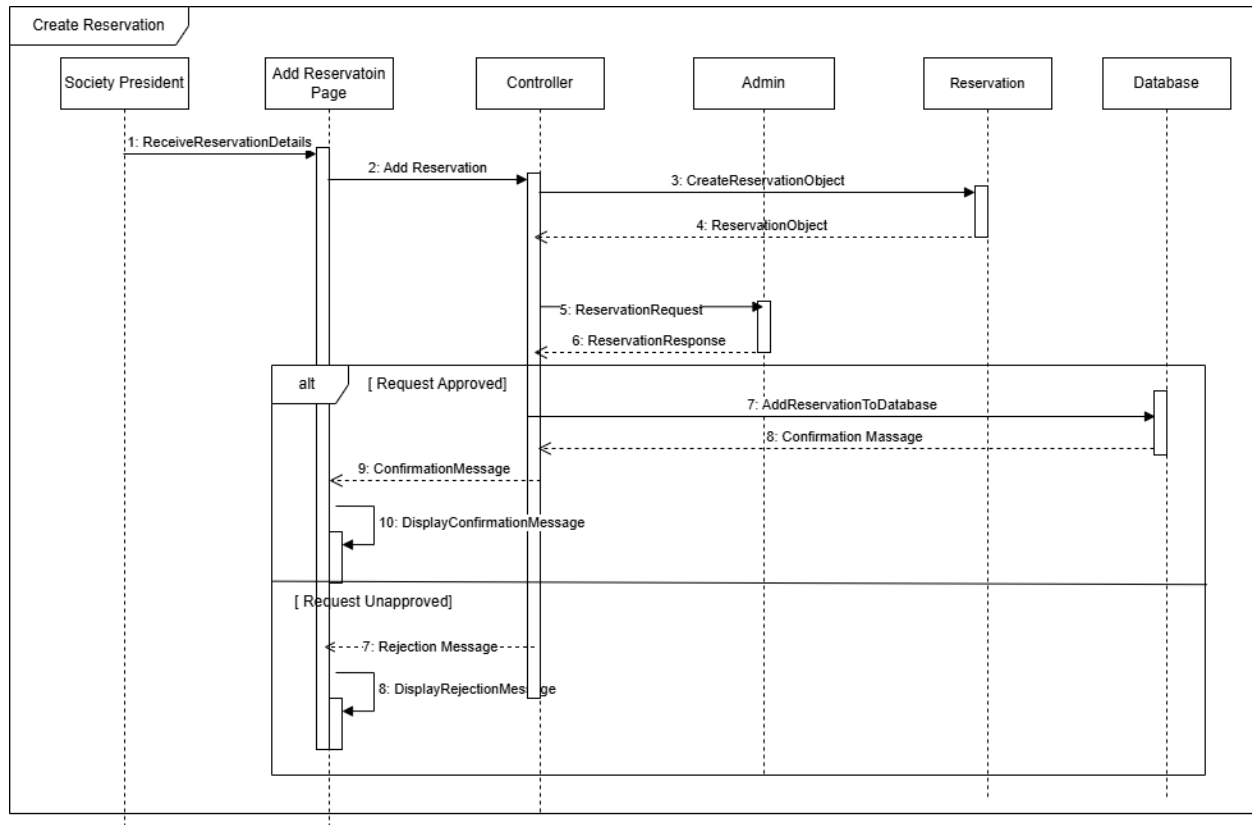 Create Reservation
Society President
Add Reservatoin
Page
Controller
Admin
Reservation
Database
1: ReceiveReservationDetails
2: Add Reservation
3: CreateReservationObject
4: ReservationObject
5: ReservationRequest
6: ReservationResponse
alt
[ Request Approved]
7: AddReservationToDatabase
8: Confirmation Massage
9: ConfirmationMessage
10: DisplayConfirmationMessage
[ Request Unapproved]
7: Rejection Message
8: DisplayRejectionMessage